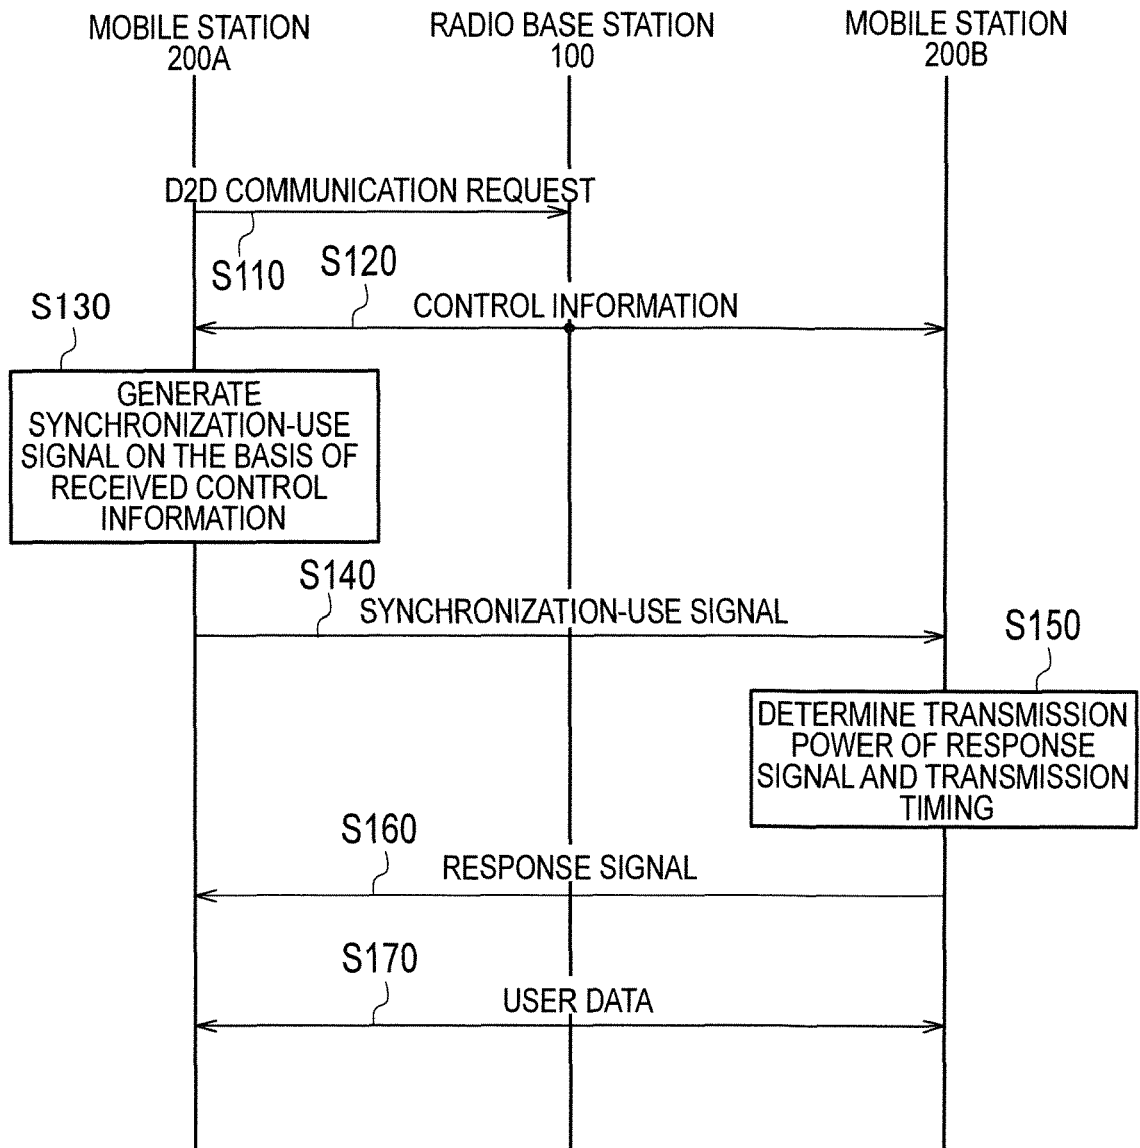 MOBILE STATION
200A
RADIO BASE STATION
100
MOBILE STATION
200B
D2D COMMUNICATION REQUEST
S110
S120
CONTROL INFORMATION
S130
GENERATE
SYNCHRONIZATION-USE
SIGNAL ON THE BASIS OF
RECEIVED CONTROL
INFORMATION
S140
SYNCHRONIZATION-USE SIGNAL
S150
DETERMINE TRANSMISSION
POWER OF RESPONSE
SIGNAL AND TRANSMISSION
TIMING
S160
RESPONSE SIGNAL
S170
USER DATA